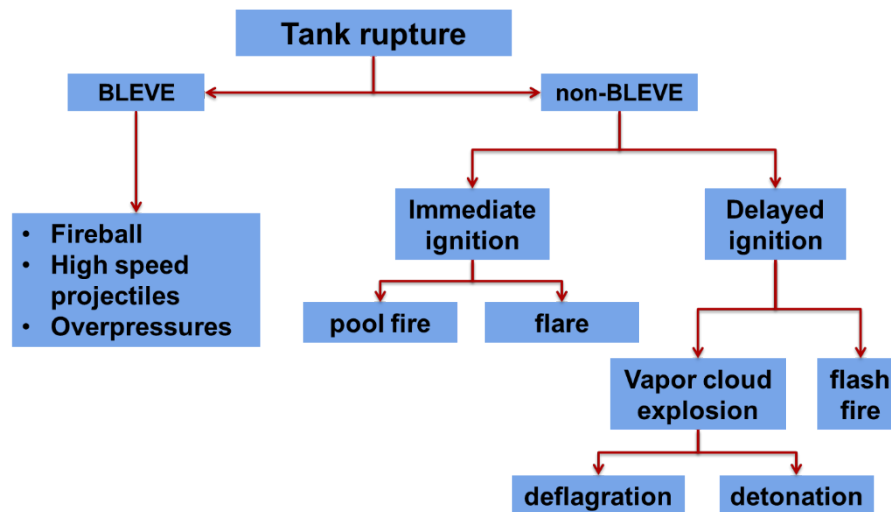 Tank rupture
BLEVE
non-BLEVE
• Fireball
• High speed
projectiles
• Overpressures
Immediate
ignition
Delayed
ignition
pool fire
flare
Vapor cloud
explosion
flash
fire
deflagration
detonation